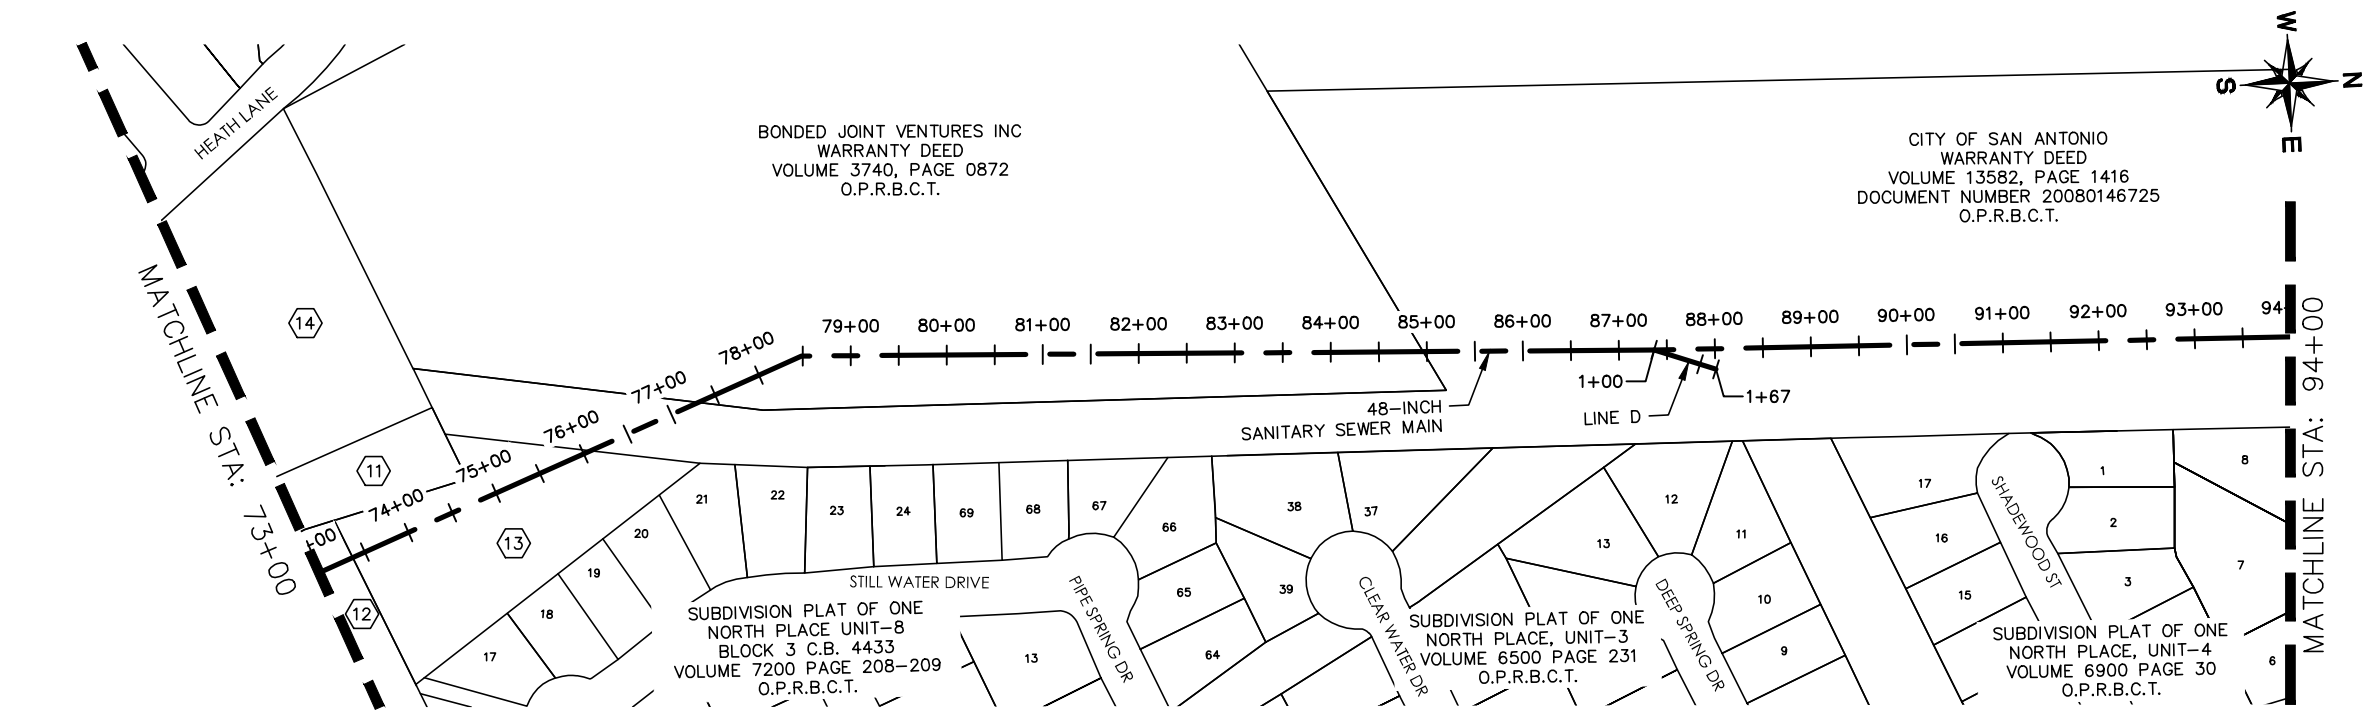 W
N
S
E
HEATH LANE
BONDED JOINT VENTURES INC
WARRANTY DEED
VOLUME 3740, PAGE 0872
O.P.R.B.C.T.
CITY OF SAN ANTONIO
WARRANTY DEED
VOLUME 13582, PAGE 1416
DOCUMENT NUMBER 20080146725
O.P.R.B.C.T.
MATCHLINE STA: 73+00
14
11
12
13
+00
74+00
75+00
76+00
77+00
78+00
79+00
80+00
81+00
82+00
83+00
84+00
85+00
86+00
87+00
88+00
89+00
90+00
91+00
92+00
93+00
94
MATCHLINE STA: 94+00
1+00
1+67
LINE D
48-INCH
SANITARY SEWER MAIN
17
18
19
20
21
22
23
24
69
68
67
66
65
64
13
STILL WATER DRIVE
PIPE SPRING DR
SUBDIVISION PLAT OF ONE
NORTH PLACE UNIT-8
BLOCK 3 C.B. 4433
VOLUME 7200 PAGE 208-209
O.P.R.B.C.T.
38
37
39
CLEAR WATER DR
SUBDIVISION PLAT OF ONE
NORTH PLACE, UNIT-3
VOLUME 6500 PAGE 231
O.P.R.B.C.T.
13
12
11
10
9
DEEP SPRING DR
17
16
15
SHADEWOOD ST
1
2
3
8
7
6
SUBDIVISION PLAT OF ONE
NORTH PLACE, UNIT-4
VOLUME 6900 PAGE 30
O.P.R.B.C.T.